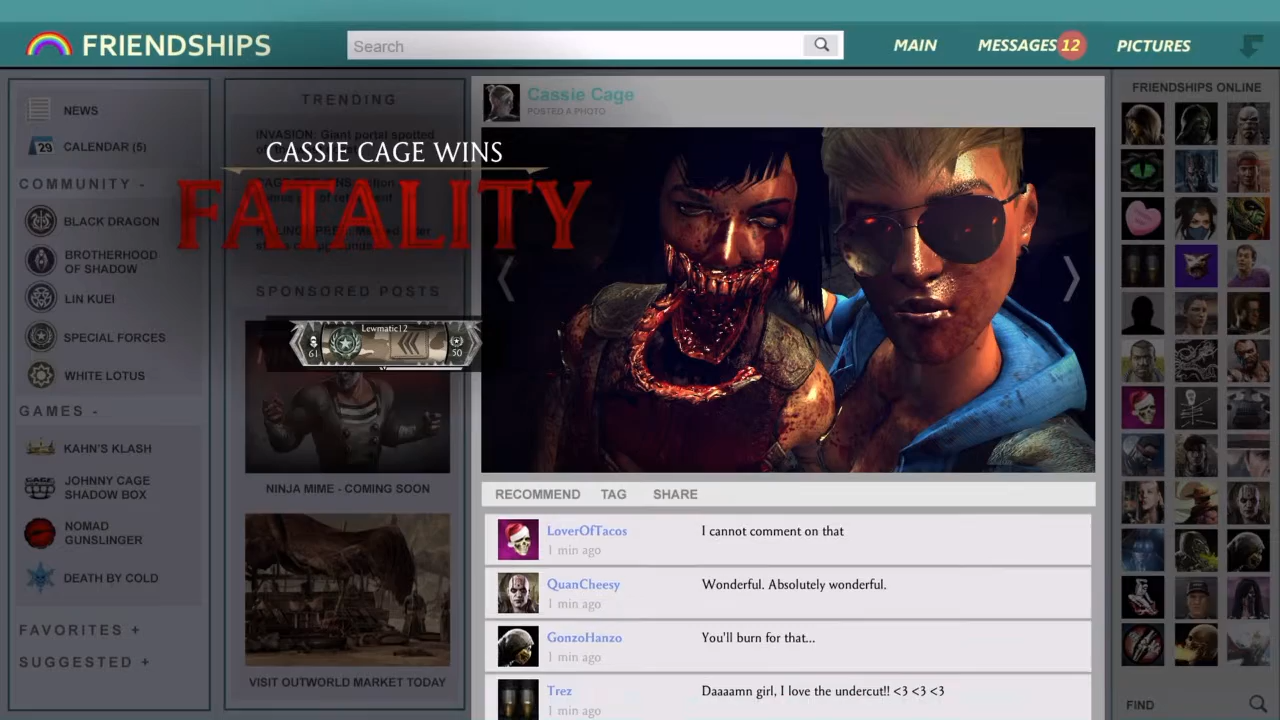 FRIENDSHIPS
Search
MAIN
MESSAGES 12
PICTURES
NEWS
29 CALENDAR (5)
COMMUNITY -
BLACK DRAGON
BROTHERHOOD
OF SHADOW
LIN KUEI
SPECIAL FORCES
WHITE LOTUS
GAMES -
KAHN'S KLASH
JOHNNY CAGE
SHADOW BOX
NOMAD
GUNSLINGER
DEATH BY COLD
FAVORITES +
SUGGESTED +
TRENDING
INVASION: Giant portal spotted
CASSIE CAGE WINS
FATALITY
SPONSORED POSTS
Lewmatic12
61
50
NINJA MIME - COMING SOON
VISIT OUTWORLD MARKET TODAY
Cassie Cage
POSTED A PHOTO
RECOMMEND
TAG
SHARE
LoverOfTacos
I cannot comment on that
1 min ago
QuanCheesy
Wonderful. Absolutely wonderful.
1 min ago
GonzoHanzo
You'll burn for that...
1 min ago
Trez
Daaaamn girl, I love the undercut!! <3 <3 <3
1 min ago
FRIENDSHIPS ONLINE
FIND